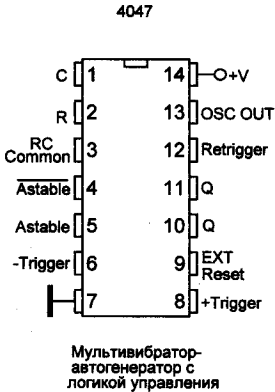 4047
C 1 14 +V
R 2 13 OSC OUT
RC Common 3 12 Retrigger
Astable 4 11 Q
Astable 5 10 Q
-Trigger 6 9 EXT Reset
7 8 +Trigger
Мультивибратор-
автогенератор с
логикой управления